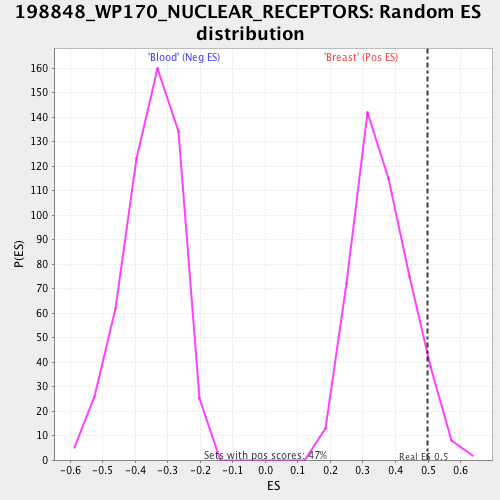 198848_WP170_NUCLEAR_RECEPTORS: Random ES
distribution
'Blood' (Neg ES) 'Breast' (Pos ES)
160
150
140
130
120
110
100
90
80
70
60
50
40
30
20
10
0
P(ES)
Sets with pos scores: 47%
Real ES 0.5
-0.6 -0.5 -0.4 -0.3 -0.2 -0.1 0.0 0.1 0.2 0.3 0.4 0.5 0.6
ES